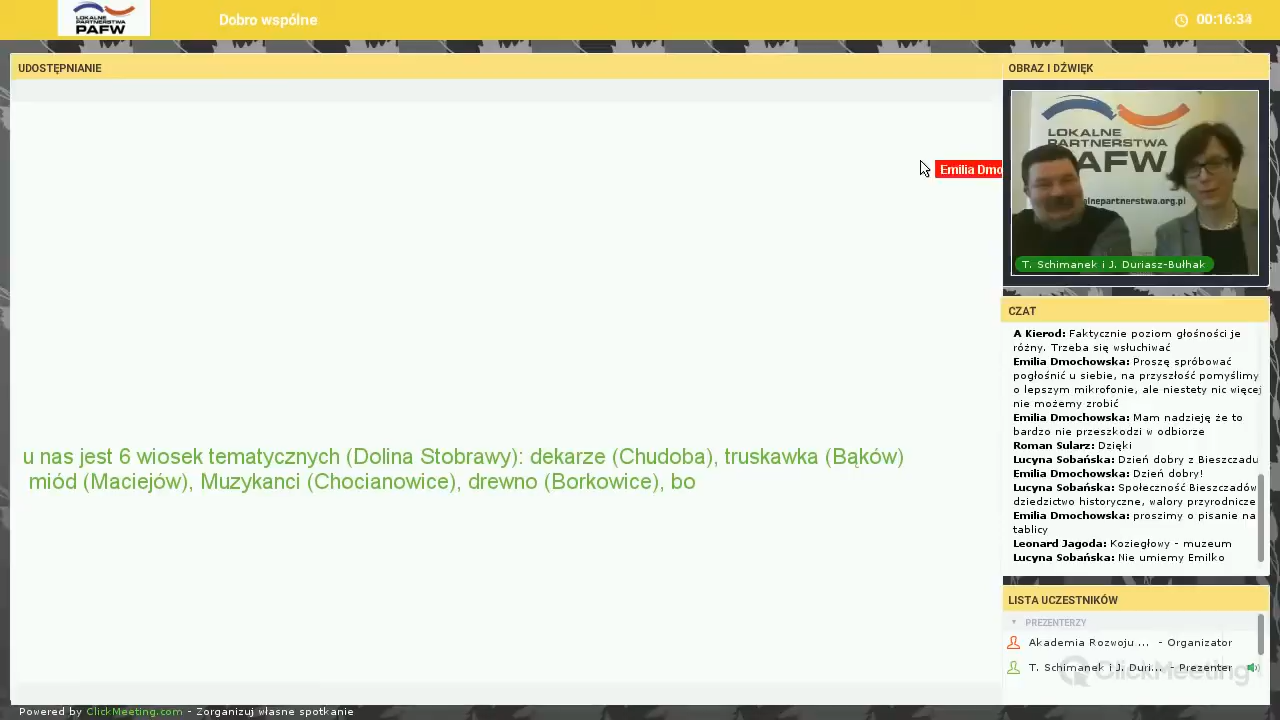 LOKALNE
PARTNERSTWA
PAFW
Dobro wspólne
00:16:34
UDOSTĘPNIANIE
Emilia Dmo
u nas jest 6 wiosek tematycznych (Dolina Stobrawy): dekarze (Chudoba), truskawka (Bąków)
miód (Maciejów), Muzykanci (Chocianowice), drewno (Borkowice), bo
OBRAZ I DŹWIĘK
LOKALNE
PARTNERSTWA
PAFW
alnepartnerstwa.org.pl
T. Schimanek i J. Duriasz-Bułhak
CZAT
A Kierod: Faktycznie poziom głośności je
różny. Trzeba się wsłuchiwać
Emilia Dmochowska: Proszę spróbować
pogłośnić u siebie, na przyszłość pomyślimy
o lepszym mikrofonie, ale niestety nic więcej
nie możemy zrobić
Emilia Dmochowska: Mam nadzieję że to
bardzo nie przeszkodzi w odbiorze
Roman Sularz: Dzięki
Lucyna Sobańska: Dzień dobry z Bieszczadu
Emilia Dmochowska: Dzień dobry!
Lucyna Sobańska: Społeczność Bieszczadów
dziedzictwo historyczne, walory przyrodnicze
Emilia Dmochowska: proszimy o pisanie na
tablicy
Leonard Jagoda: Koziegłowy - muzeum
Lucyna Sobańska: Nie umiemy Emilko
LISTA UCZESTNIKÓW
PREZENTERZY
Akademia Rozwoju ... - Organizator
T. Schimanek i J. Duri... - Prezenter
ClickMeeting
Powered by ClickMeeting.com - Zorganizuj własne spotkanie